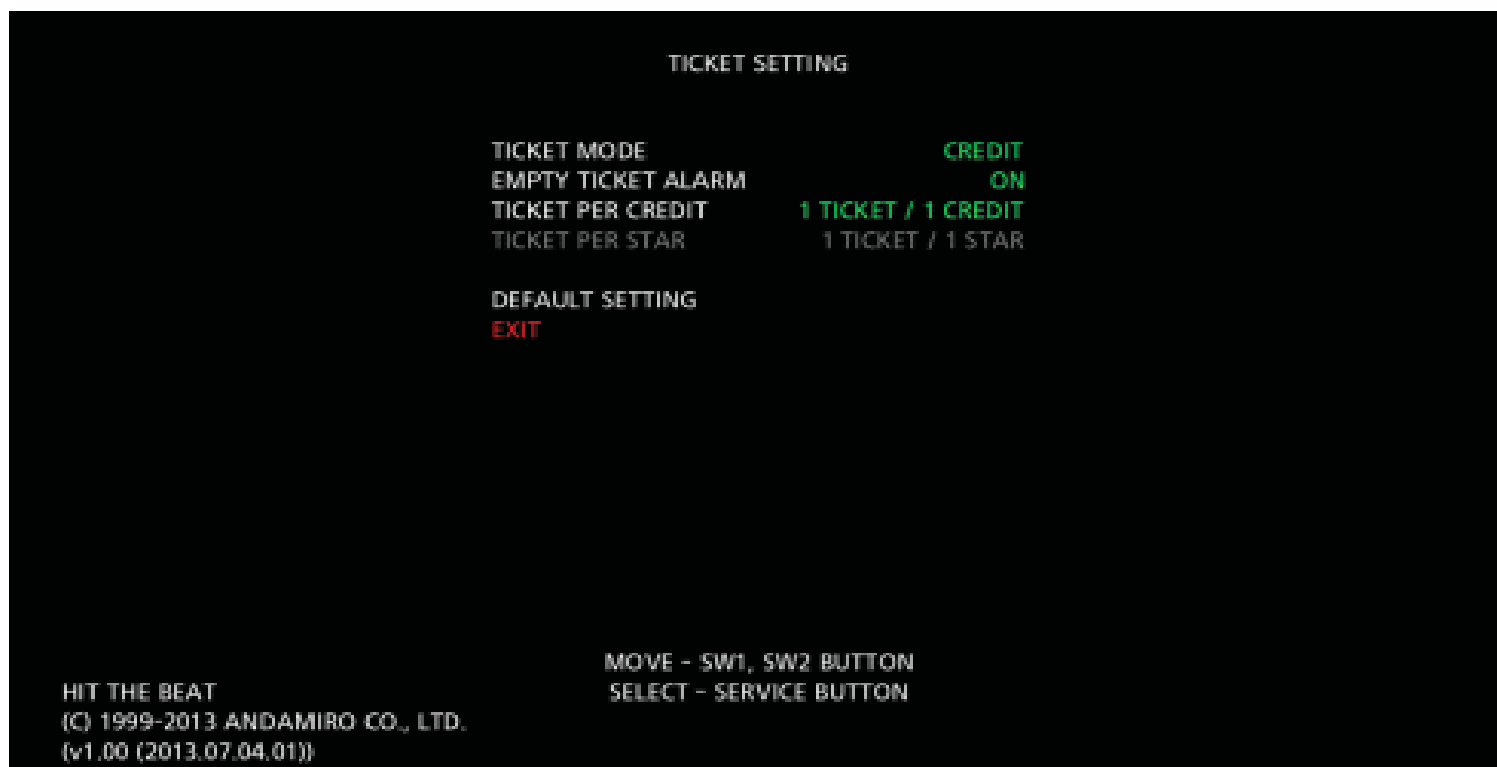 TICKET SETTING
TICKET MODE CREDIT
EMPTY TICKET ALARM ON
TICKET PER CREDIT 1 TICKET / 1 CREDIT
TICKET PER STAR 1 TICKET / 1 STAR
DEFAULT SETTING
EXIT
MOVE - SW1, SW2 BUTTON
SELECT - SERVICE BUTTON
HIT THE BEAT
(C) 1999-2013 ANDAMIRO CO., LTD.
(v1.00 (2013.07.04.01))